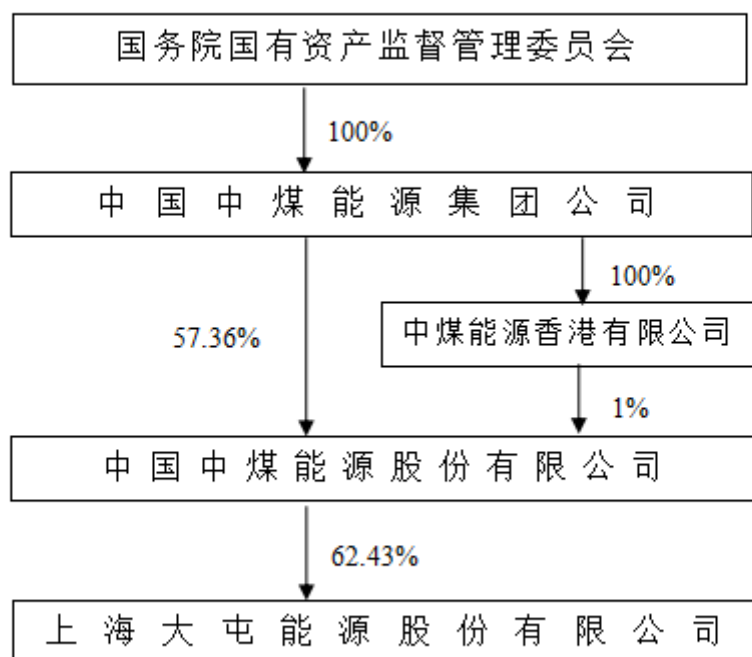 国务院国有资产监督管理委员会
100%
中国中煤能源集团公司
100%
57.36%
中煤能源香港有限公司
1%
中国中煤能源股份有限公司
62.43%
上海大屯能源股份有限公司